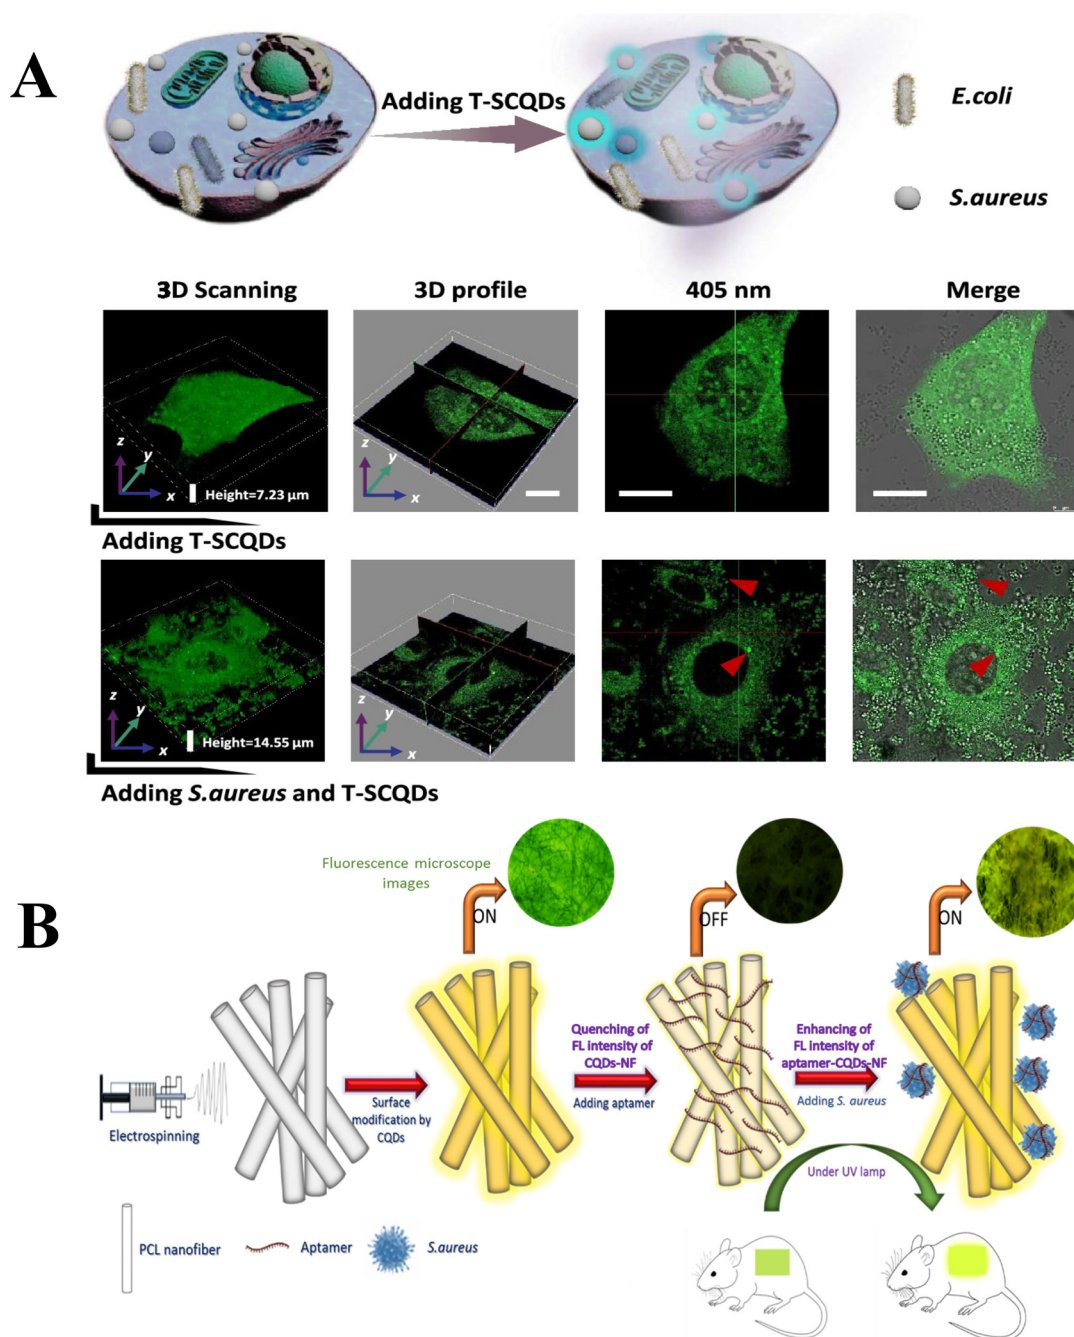 A
Adding T-SCQDs
E.coli
S.aureus
3D Scanning
3D profile
405 nm
Merge
z
y
x
Height=7.23 μm
z
y
x
Adding T-SCQDs
z
y
x
Height=14.55 μm
z
y
x
Adding S.aureus and T-SCQDs
Fluorescence microscope
images
ON
OFF
ON
B
Quenching of
FL intensity of
CQDs-NF
Enhancing of
FL intensity of
aptamer-CQDs-NF
Electrospinning
Surface
modification by
CQDs
Adding aptamer
Adding S. aureus
Under UV lamp
PCL nanofiber
Aptamer
S.aureus